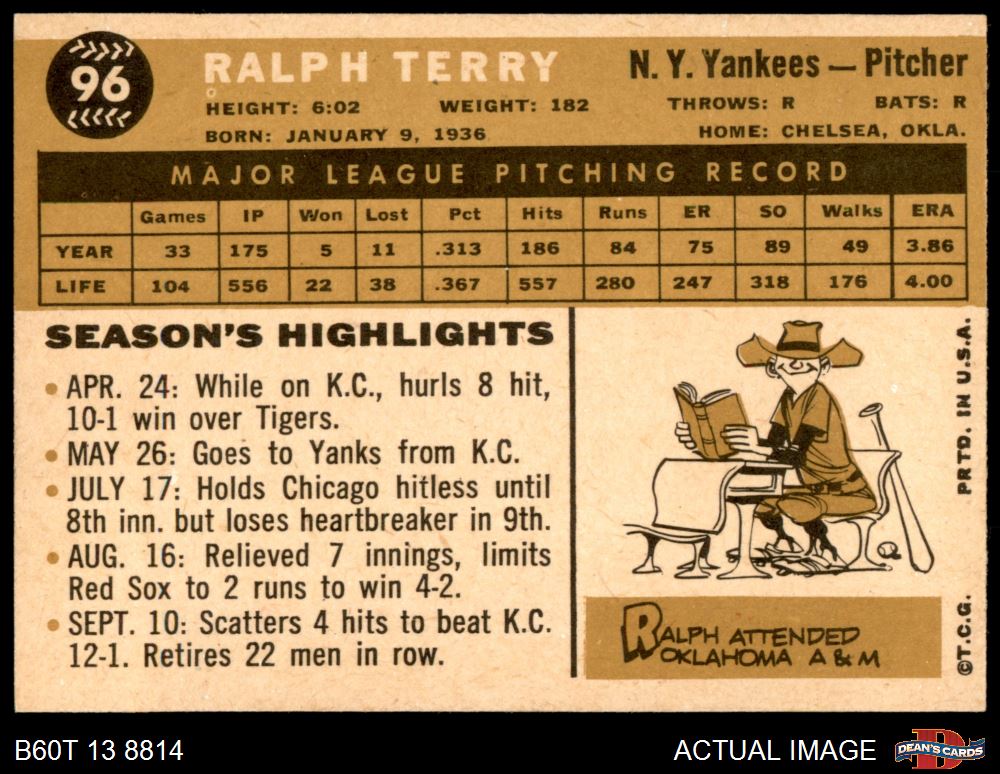 96
RALPH TERRY
N. Y. Yankees — Pitcher
HEIGHT: 6:02 WEIGHT: 182 THROWS: R BATS: R
BORN: JANUARY 9, 1936 HOME: CHELSEA, OKLA.
MAJOR LEAGUE PITCHING RECORD
Games IP Won Lost Pct Hits Runs ER SO Walks ERA
YEAR 33 175 5 11 .313 186 84 75 89 49 3.86
LIFE 104 556 22 38 .367 557 280 247 318 176 4.00
SEASON'S HIGHLIGHTS
• APR. 24: While on K.C., hurls 8 hit,
10-1 win over Tigers.
• MAY 26: Goes to Yanks from K.C.
• JULY 17: Holds Chicago hitless until
8th inn. but loses heartbreaker in 9th.
• AUG. 16: Relieved 7 innings, limits
Red Sox to 2 runs to win 4-2.
• SEPT. 10: Scatters 4 hits to beat K.C.
12-1. Retires 22 men in row.
RALPH ATTENDED
OKLAHOMA A & M
©T.C.G. PRTD. IN U.S.A.
B60T 13 8814
ACTUAL IMAGE
D
DEAN'S CARDS